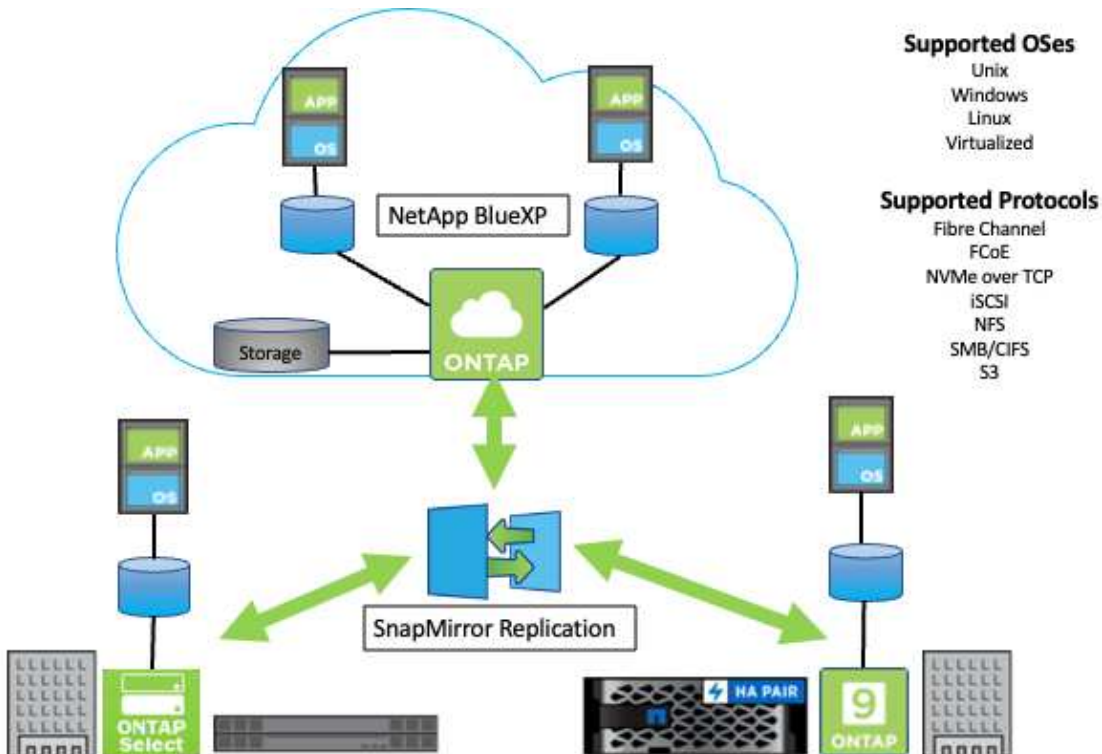 Supported OSes
Unix
Windows
Linux
Virtualized
Supported Protocols
Fibre Channel
FCoE
NVMe over TCP
iSCSI
NFS
SMB/CIFS
S3
APP
OS
APP
OS
NetApp BlueXP
Storage
ONTAP
APP
OS
APP
OS
SnapMirror Replication
ONTAP
Select
HA PAIR
9
ONTAP